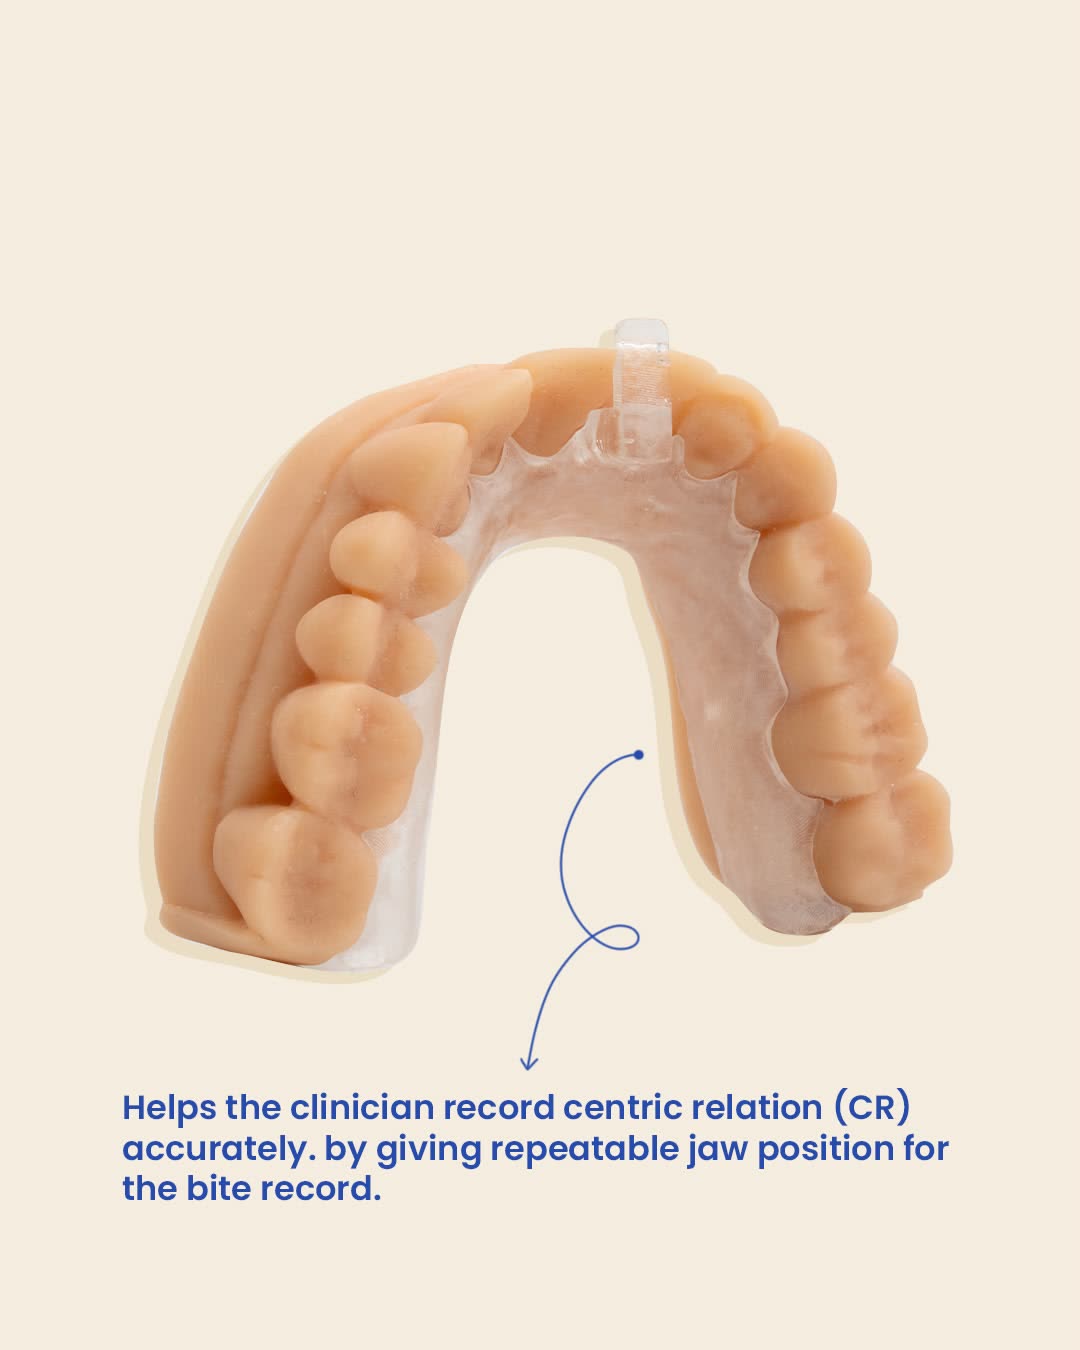 Helps the clinician record centric relation (CR)
accurately. by giving repeatable jaw position for
the bite record.